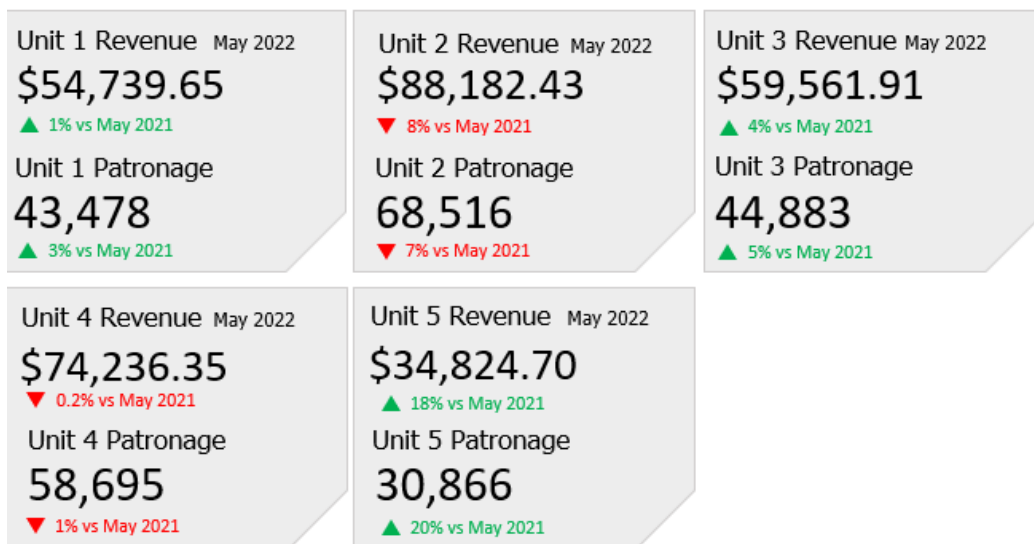 Unit 1 Revenue May 2022
$54,739.65
▲ 1% vs May 2021
Unit 1 Patronage
43,478
▲ 3% vs May 2021
Unit 2 Revenue May 2022
$88,182.43
▼ 8% vs May 2021
Unit 2 Patronage
68,516
▼ 7% vs May 2021
Unit 3 Revenue May 2022
$59,561.91
▲ 4% vs May 2021
Unit 3 Patronage
44,883
▲ 5% vs May 2021
Unit 4 Revenue May 2022
$74,236.35
▼ 0.2% vs May 2021
Unit 4 Patronage
58,695
▼ 1% vs May 2021
Unit 5 Revenue May 2022
$34,824.70
▲ 18% vs May 2021
Unit 5 Patronage
30,866
▲ 20% vs May 2021